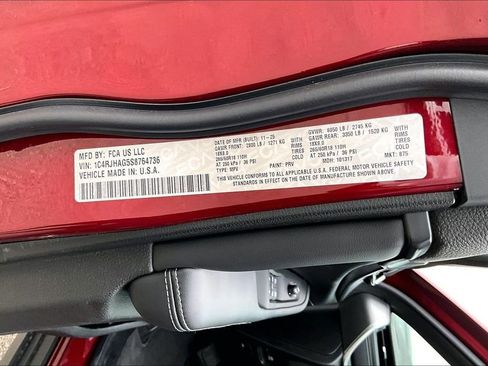 MFD BY: FCA US LLC
VIN: 1C4RJHAG5S8764736
VEHICLE MADE IN U.S.A.
DATE OF MFR (BUILT): 11-25 GVWR: 6050 LB / 2745 KG
GAWR FRONT: 2800 LB / 1271 KG WITH GAWR REAR: 3350 LB / 1520 KG WITH
18X8.0 RIMS 18X8.0 RIMS
265/60R18 110H TIRES 265/60R18 110H TIRES
AT 250 kPa / 36 PSI COLD AT 250 kPa / 36 PSI COLD
TYPE: MPV PAINT: PRV MDH: 101317 MKT: 875
THIS VEHICLE CONFORMS TO ALL APPLICABLE U.S.A. FEDERAL MOTOR VEHICLE SAFETY
ON THE DATE OF MANUFACTURE SHOWN ABOVE.